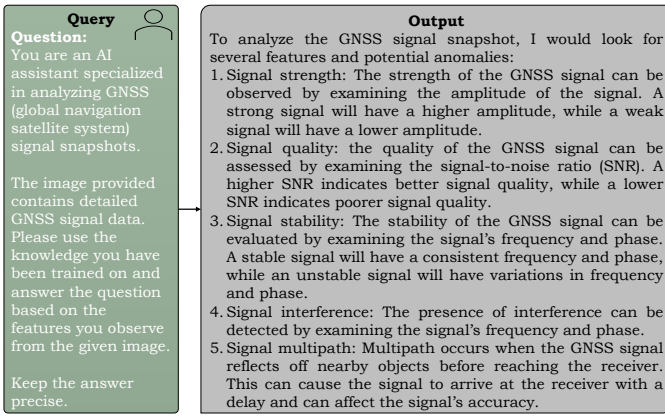 Query
Question:
You are an AI
assistant specialized
in analyzing GNSS
(global navigation
satellite system)
signal snapshots.
The image provided
contains detailed
GNSS signal data.
Please use the
knowledge you have
been trained on and
answer the question
based on the
features you observe
from the given image.
Keep the answer
precise.
Output
To analyze the GNSS signal snapshot, I would look for
several features and potential anomalies:
1. Signal strength: The strength of the GNSS signal can be
observed by examining the amplitude of the signal. A
strong signal will have a higher amplitude, while a weak
signal will have a lower amplitude.
2. Signal quality: the quality of the GNSS signal can be
assessed by examining the signal-to-noise ratio (SNR). A
higher SNR indicates better signal quality, while a lower
SNR indicates poorer signal quality.
3. Signal stability: The stability of the GNSS signal can be
evaluated by examining the signal's frequency and phase.
A stable signal will have a consistent frequency and phase,
while an unstable signal will have variations in frequency
and phase.
4. Signal interference: The presence of interference can be
detected by examining the signal's frequency and phase.
5. Signal multipath: Multipath occurs when the GNSS signal
reflects off nearby objects before reaching the receiver.
This can cause the signal to arrive at the receiver with a
delay and can affect the signal's accuracy.